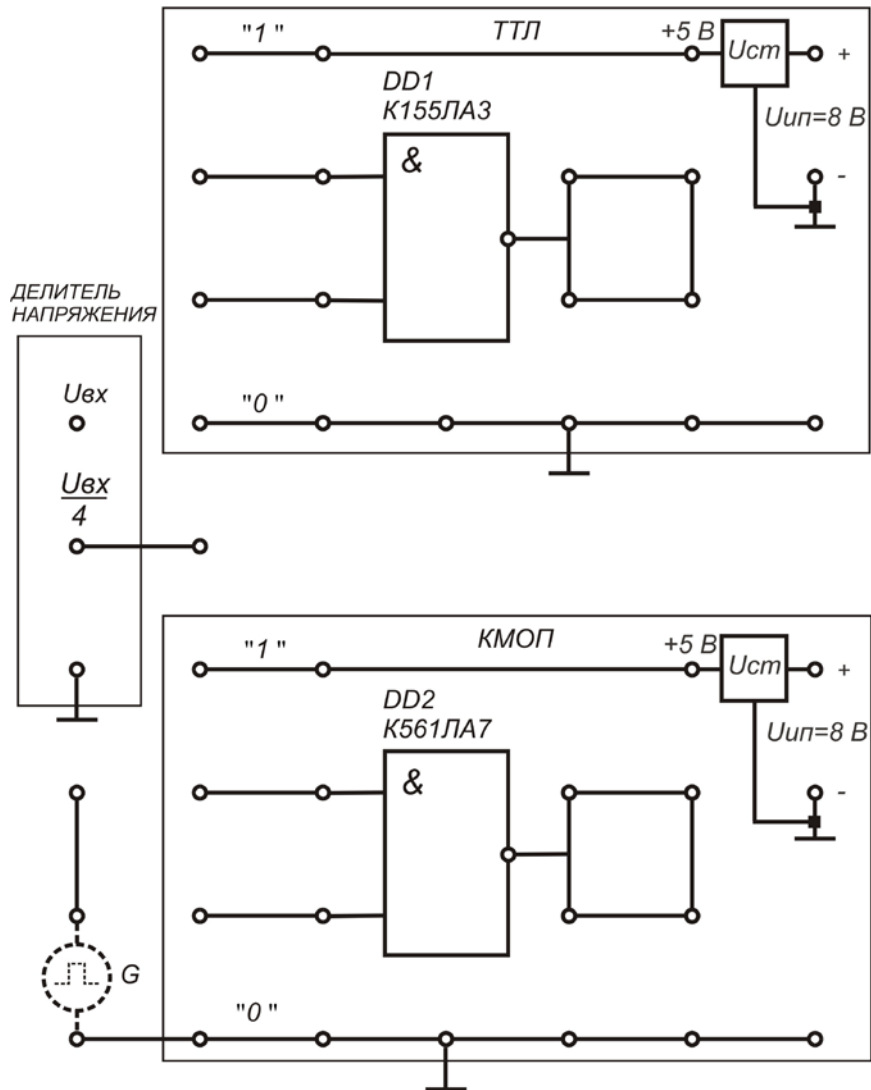 "1" ТТЛ +5 В Uст +
DD1
К155ЛА3
Uип=8 В
&
-
ДЕЛИТЕЛЬ
НАПРЯЖЕНИЯ
Uвх
"0"
Uвх
4
"1" КМОП +5 В Uст +
DD2
К561ЛА7
Uип=8 В
&
-
G
"0"